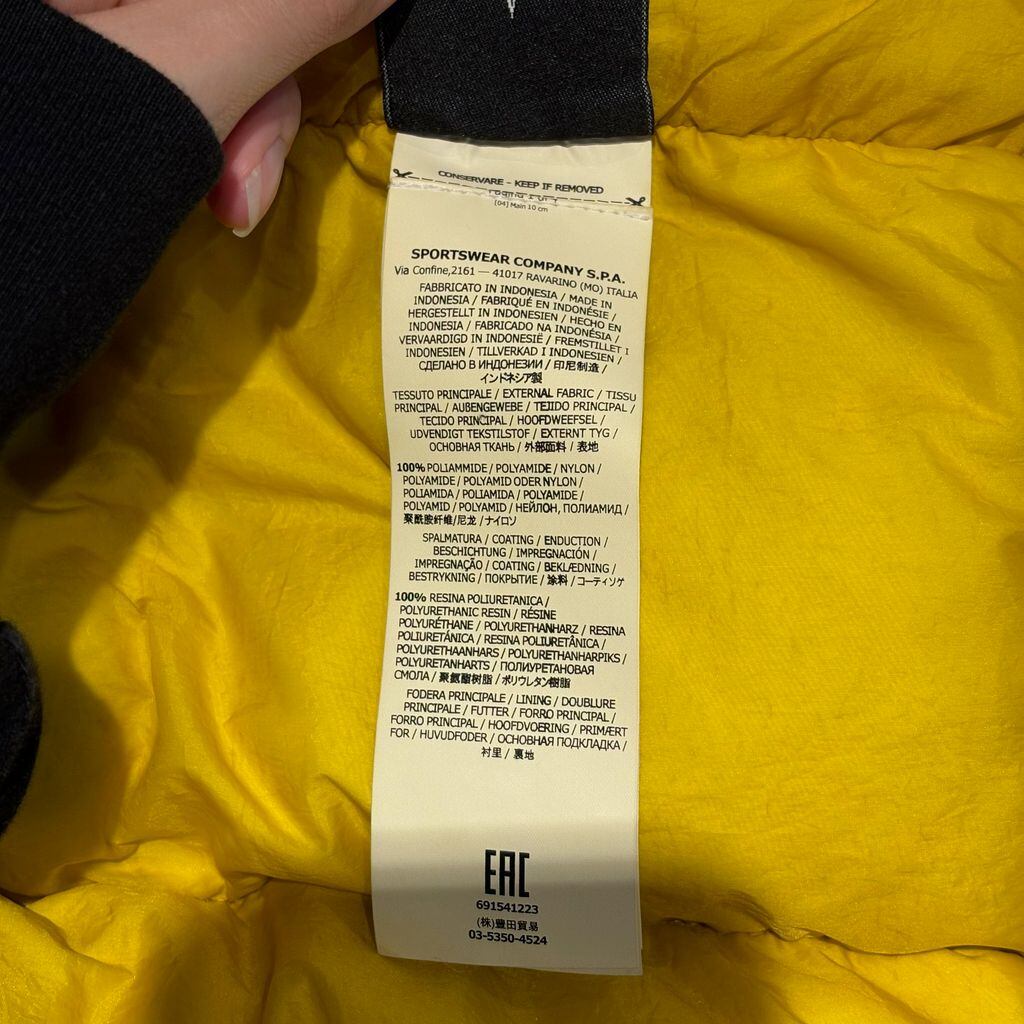 CONSERVARE - KEEP IF REMOVED
[04] Main 10 cm
SPORTSWEAR COMPANY S.P.A.
Via Confine,2161 — 41017 RAVARINO (MO) ITALIA
FABBRICATO IN INDONESIA / MADE IN
INDONESIA / FABRIQUÉ EN INDONÉSIE /
HERGESTELLT IN INDONESIEN / HECHO EN
INDONESIA / FABRICADO NA INDONÉSIA /
VERVAARDIGD IN INDONESIË / FREMSTILLET I
INDONESIEN / TILLVERKAD I INDONESIEN /
СДЕЛАНО В ИНДОНЕЗИИ / 印尼制造 /
インドネシア製
TESSUTO PRINCIPALE / EXTERNAL FABRIC / TISSU
PRINCIPAL / AUßENGEWEBE / TEJIDO PRINCIPAL /
TECIDO PRINCIPAL / HOOFDWEEFSEL /
UDVENDIGT TEKSTILSTOF / EXTERNT TYG /
ОСНОВНАЯ ТКАНЬ / 外部面料 / 表地
100% POLIAMMIDE / POLYAMIDE / NYLON /
POLYAMIDE / POLYAMID ODER NYLON /
POLIAMIDA / POLIAMIDA / POLYAMIDE /
POLYAMID / POLYAMID / НЕЙЛОН, ПОЛИАМИД /
聚酰胺纤维/尼龙 / ナイロン
SPALMATURA / COATING / ENDUCTION /
BESCHICHTUNG / IMPREGNACIÓN /
IMPREGNAÇÃO / COATING / BEKLÆDNING /
BESTRYKNING / ПОКРЫТИЕ / 涂料 / コーティング
100% RESINA POLIURETANICA /
POLYURETHANIC RESIN / RÉSINE
POLYURÉTHANE / POLYURETHANHARZ / RESINA
POLIURETÁNICA / RESINA POLIURETÂNICA /
POLYURETHAANHARS / POLYURETHANHARPIKS /
POLYURETANHARTS / ПОЛИУРЕТАНОВАЯ
СМОЛА / 聚氨酯树脂 / ポリウレタン樹脂
FODERA PRINCIPALE / LINING / DOUBLURE
PRINCIPALE / FUTTER / FORRO PRINCIPAL /
FORRO PRINCIPAL / HOOFDVOERING / PRIMÆRT
FOR / HUVUDFODER / ОСНОВНАЯ ПОДКЛАДКА /
衬里 / 裏地
EAC
691541223
(株)豊田貿易
03-5350-4524